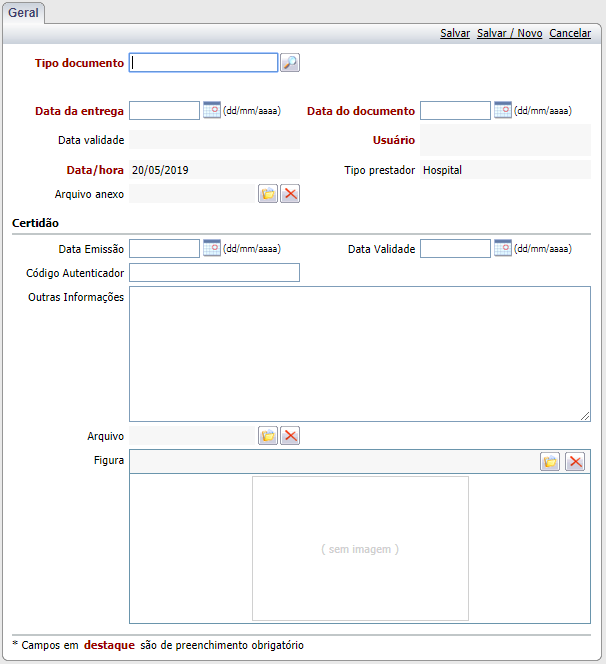 Geral
Salvar Salvar / Novo Cancelar
Tipo documento
Data da entrega (dd/mm/aaaa) Data do documento (dd/mm/aaaa)
Data validade Usuário
Data/hora 20/05/2019 Tipo prestador Hospital
Arquivo anexo
Certidão
Data Emissão (dd/mm/aaaa) Data Validade (dd/mm/aaaa)
Código Autenticador
Outras Informações
Arquivo
Figura
( sem imagem )
* Campos em destaque são de preenchimento obrigatório